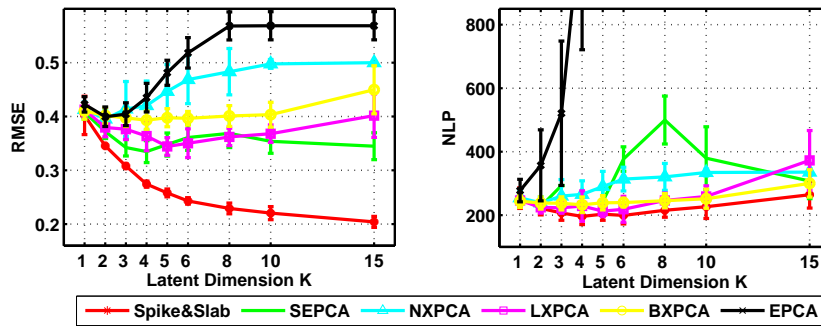 RMSE
0.5
0.4
0.3
0.2
1 2 3 4 5 6 8 10 15
Latent Dimension K
NLP
800
600
400
200
1 2 3 4 5 6 8 10 15
Latent Dimension K
Spike&Slab SEPCA NXPCA LXPCA BXPCA EPCA